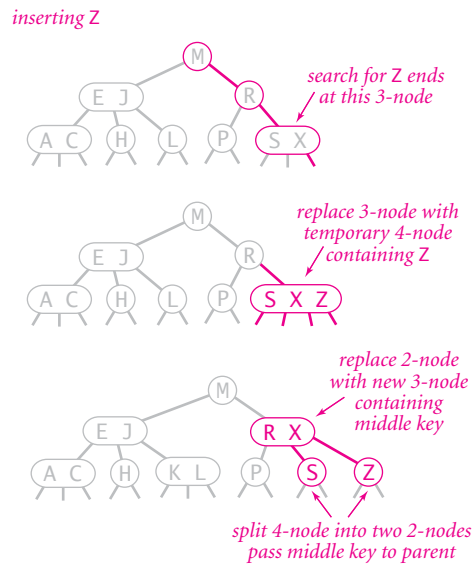 inserting Z
M
E J
R
search for Z ends
at this 3-node
A C
H
L
P
S X
M
replace 3-node with
temporary 4-node
containing Z
E J
R
A C
H
L
P
S X Z
replace 2-node
with new 3-node
containing
middle key
M
E J
R X
A C
H
K L
P
S
Z
split 4-node into two 2-nodes
pass middle key to parent